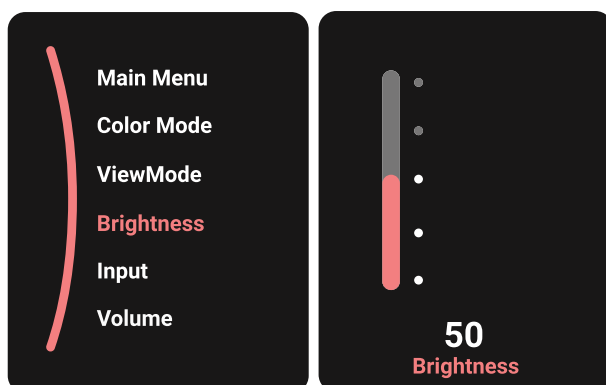 Main Menu
Color Mode
ViewMode
Brightness
Input
Volume
50
Brightness